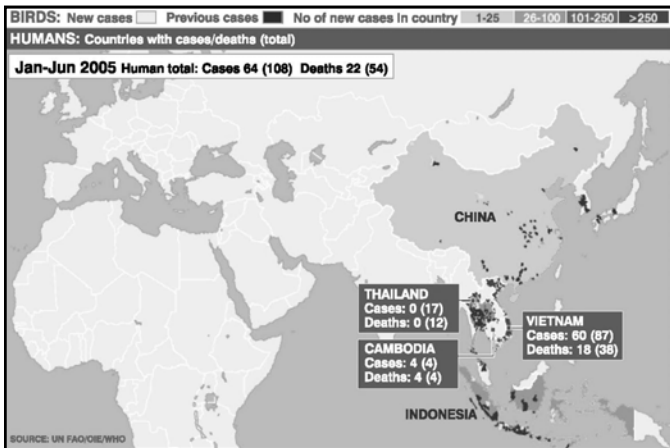 BIRDS: New cases Previous cases No of new cases in country 1-25 26-100 101-250 >250
HUMANS: Countries with cases/deaths (total)
Jan-Jun 2005 Human total: Cases 64 (108) Deaths 22 (54)
CHINA
THAILAND
Cases: 0 (17)
Deaths: 0 (12)
VIETNAM
Cases: 60 (87)
Deaths: 18 (38)
CAMBODIA
Cases: 4 (4)
Deaths: 4 (4)
INDONESIA
SOURCE: UN FAO/OIE/WHO